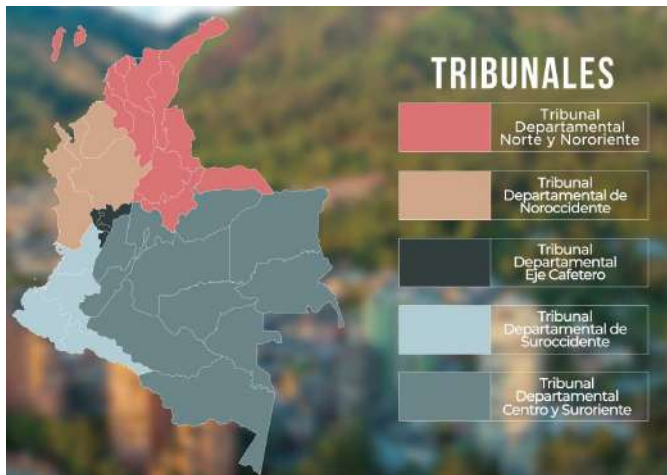 TRIBUNALES
Tribunal
Departamental
Norte y Nororiente
Tribunal
Departamental de
Noroccidente
Tribunal
Departamental
Eje Cafetero
Tribunal
Departamental de
Suroccidente
Tribunal
Departamental
Centro y Suroriente